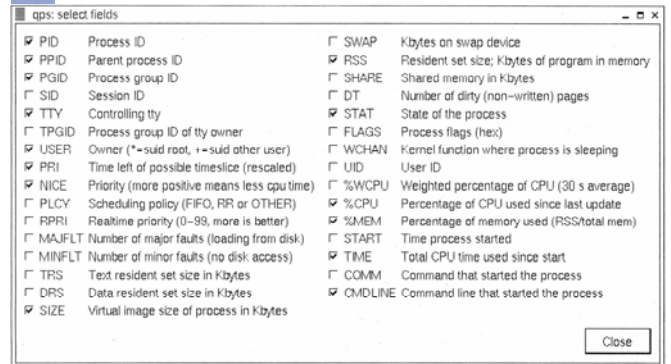 qps: select fields
PID Process ID
PPID Parent process ID
PGID Process group ID
SID Session ID
TTY Controlling tty
TPGID Process group ID of tty owner
USER Owner (*=suid root, +=suid other user)
PRI Time left of possible timeslice (rescaled)
NICE Priority (more positive means less cpu time)
PLCY Scheduling policy (FIFO, RR or OTHER)
RPRI Realtime priority (0-99, more is better)
MAJFLT Number of major faults (loading from disk)
MINFLT Number of minor faults (no disk access)
TRS Text resident set size in Kbytes
DRS Data resident set size in Kbytes
SIZE Virtual image size of process in Kbytes
SWAP Kbytes on swap device
RSS Resident set size; Kbytes of program in memory
SHARE Shared memory in Kbytes
DT Number of dirty (non-written) pages
STAT State of the process
FLAGS Process flags (hex)
WCHAN Kernel function where process is sleeping
UID User ID
%WCPU Weighted percentage of CPU (30 s average)
%CPU Percentage of CPU used since last update
%MEM Percentage of memory used (RSS/total mem)
START Time process started
TIME Total CPU time used since start
COMM Command that started the process
CMDLINE Command line that started the process
Close